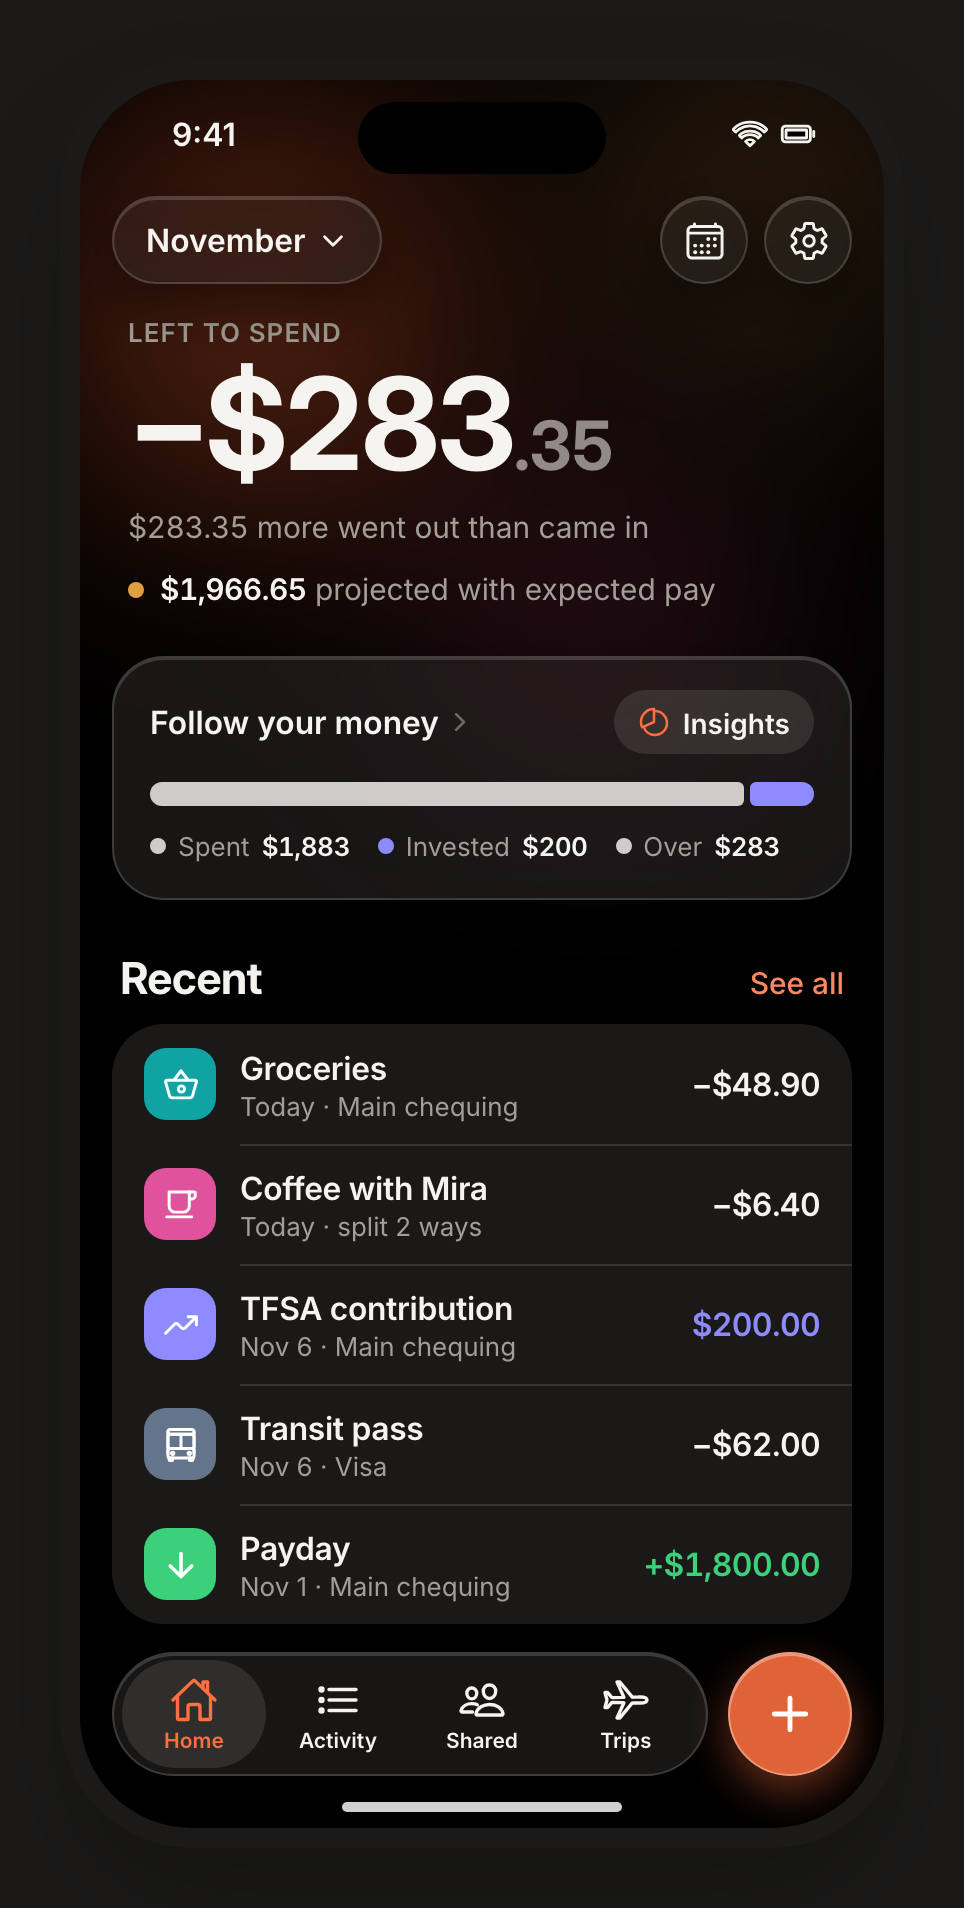 9:41
November
LEFT TO SPEND
−$283.35
$283.35 more went out than came in
$1,966.65 projected with expected pay
Follow your money
Insights
Spent $1,883 Invested $200 Over $283
Recent
See all
Groceries
Today · Main chequing
−$48.90
Coffee with Mira
Today · split 2 ways
−$6.40
TFSA contribution
Nov 6 · Main chequing
$200.00
Transit pass
Nov 6 · Visa
−$62.00
Payday
Nov 1 · Main chequing
+$1,800.00
Home Activity Shared Trips